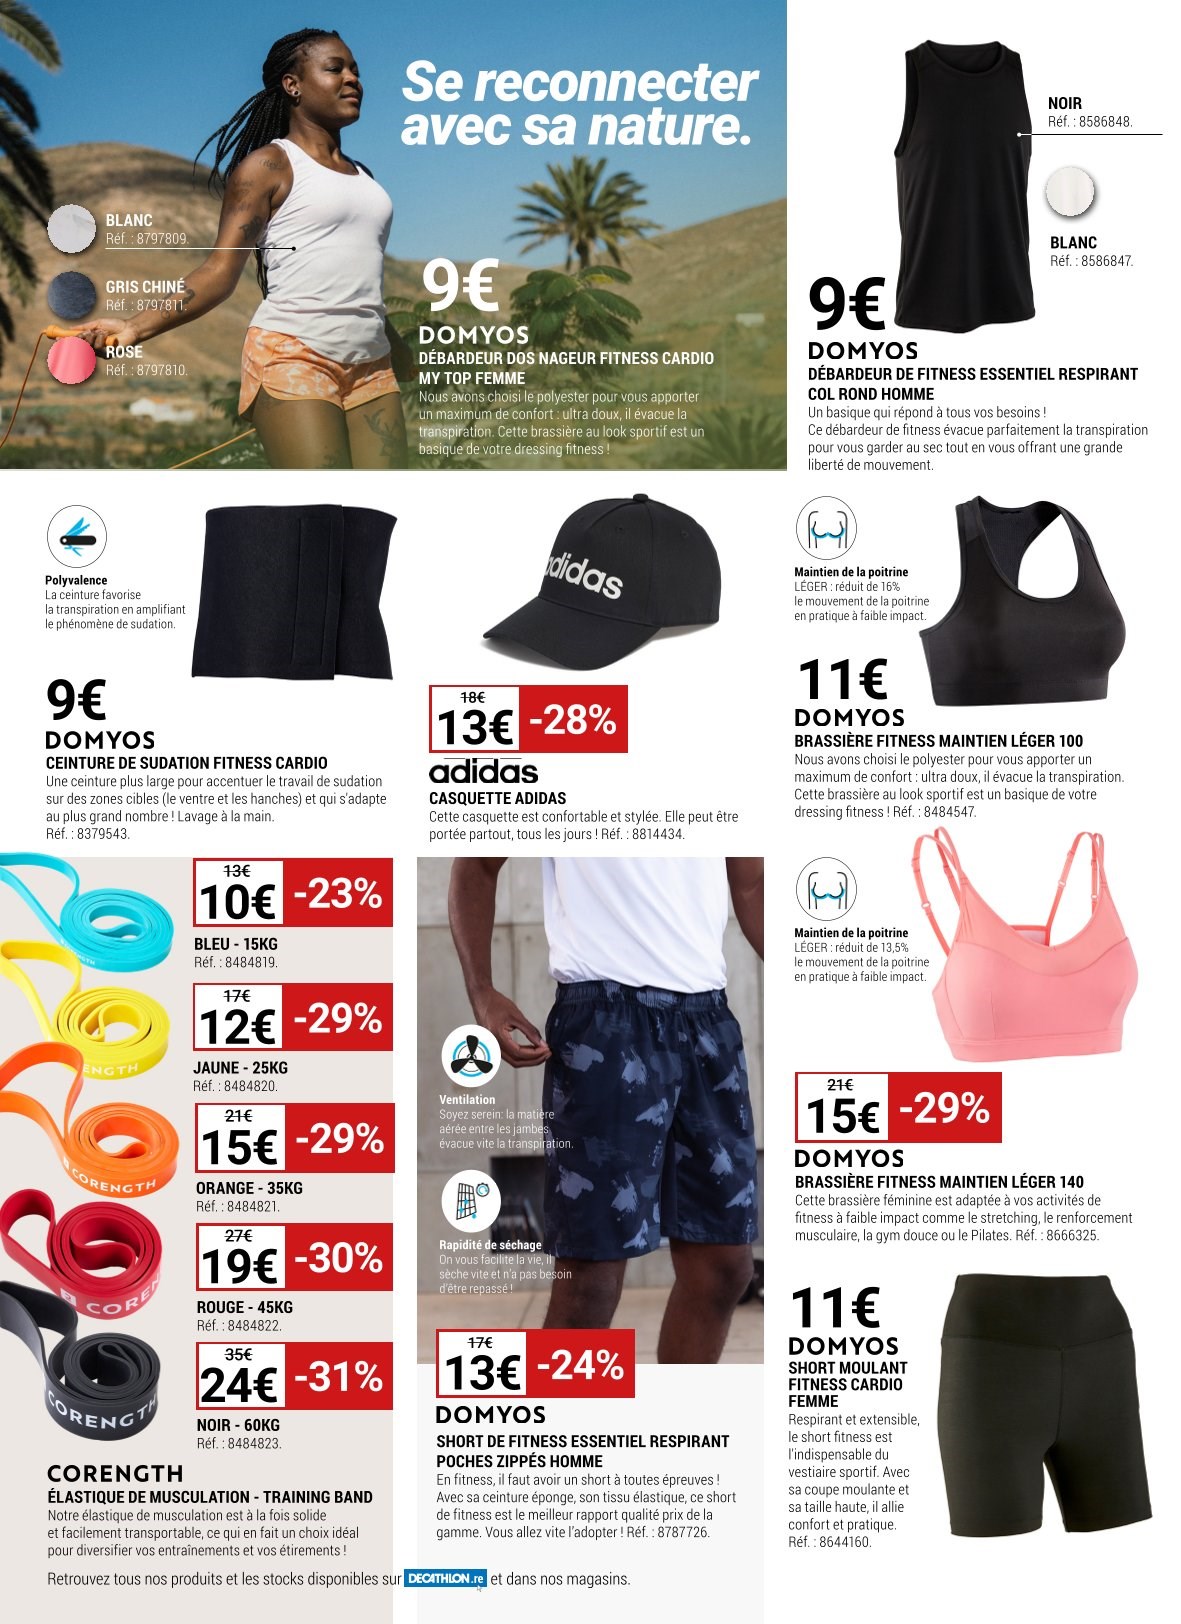 Se reconnecter
avec sa nature.
BLANC
Réf. : 8797809.
GRIS CHINÉ
Réf. : 8797811.
ROSE
Réf. : 8797810.
9€
DOMYOS
DÉBARDEUR DOS NAGEUR FITNESS CARDIO
MY TOP FEMME
Nous avons choisi le polyester pour vous apporter
un maximum de confort : ultra doux, il évacue la
transpiration. Cette brassière au look sportif est un
basique de votre dressing fitness !
NOIR
Réf. : 8586848.
BLANC
Réf. : 8586847.
9€
DOMYOS
DÉBARDEUR DE FITNESS ESSENTIEL RESPIRANT
COL ROND HOMME
Un basique qui répond à tous vos besoins !
Ce débardeur de fitness évacue parfaitement la transpiration
pour vous garder au sec tout en vous offrant une grande
liberté de mouvement.
Polyvalence
La ceinture favorise
la transpiration en amplifiant
le phénomène de sudation.
9€
DOMYOS
CEINTURE DE SUDATION FITNESS CARDIO
Une ceinture plus large pour accentuer le travail de sudation
sur des zones cibles (le ventre et les hanches) et qui s'adapte
au plus grand nombre ! Lavage à la main.
Réf. : 8379543.
adidas
18€
13€ -28%
adidas
CASQUETTE ADIDAS
Cette casquette est confortable et stylée. Elle peut être
portée partout, tous les jours ! Réf. : 8814434.
Maintien de la poitrine
LÉGER : réduit de 16%
le mouvement de la poitrine
en pratique à faible impact.
11€
DOMYOS
BRASSIÈRE FITNESS MAINTIEN LÉGER 100
Nous avons choisi le polyester pour vous apporter un
maximum de confort : ultra doux, il évacue la transpiration.
Cette brassière au look sportif est un basique de votre
dressing fitness ! Réf. : 8484547.
13€
10€ -23%
BLEU - 15KG
Réf. : 8484819.
17€
12€ -29%
JAUNE - 25KG
Réf. : 8484820.
21€
15€ -29%
ORANGE - 35KG
Réf. : 8484821.
27€
19€ -30%
ROUGE - 45KG
Réf. : 8484822.
35€
24€ -31%
NOIR - 60KG
Réf. : 8484823.
ENGTH
CORENGTH
COREN
CORENGTH
CORENGTH
ÉLASTIQUE DE MUSCULATION - TRAINING BAND
Notre élastique de musculation est à la fois solide
et facilement transportable, ce qui en fait un choix idéal
pour diversifier vos entraînements et vos étirements !
Ventilation
Soyez serein: la matière
aérée entre les jambes
évacue vite la transpiration.
Rapidité de séchage
On vous facilite la vie, il
sèche vite et n'a pas besoin
d'être repassé !
17€
13€ -24%
DOMYOS
SHORT DE FITNESS ESSENTIEL RESPIRANT
POCHES ZIPPÉS HOMME
En fitness, il faut avoir un short à toutes épreuves !
Avec sa ceinture éponge, son tissu élastique, ce short
de fitness est le meilleur rapport qualité prix de la
gamme. Vous allez vite l'adopter ! Réf. : 8787726.
Maintien de la poitrine
LÉGER : réduit de 13,5%
le mouvement de la poitrine
en pratique à faible impact.
21€
15€ -29%
DOMYOS
BRASSIÈRE FITNESS MAINTIEN LÉGER 140
Cette brassière féminine est adaptée à vos activités de
fitness à faible impact comme le stretching, le renforcement
musculaire, la gym douce ou le Pilates. Réf. : 8666325.
11€
DOMYOS
SHORT MOULANT
FITNESS CARDIO
FEMME
Respirant et extensible,
le short fitness est
l'indispensable du
vestiaire sportif. Avec
sa coupe moulante et
sa taille haute, il allie
confort et pratique.
Réf. : 8644160.
Retrouvez tous nos produits et les stocks disponibles sur DECATHLON.re et dans nos magasins.